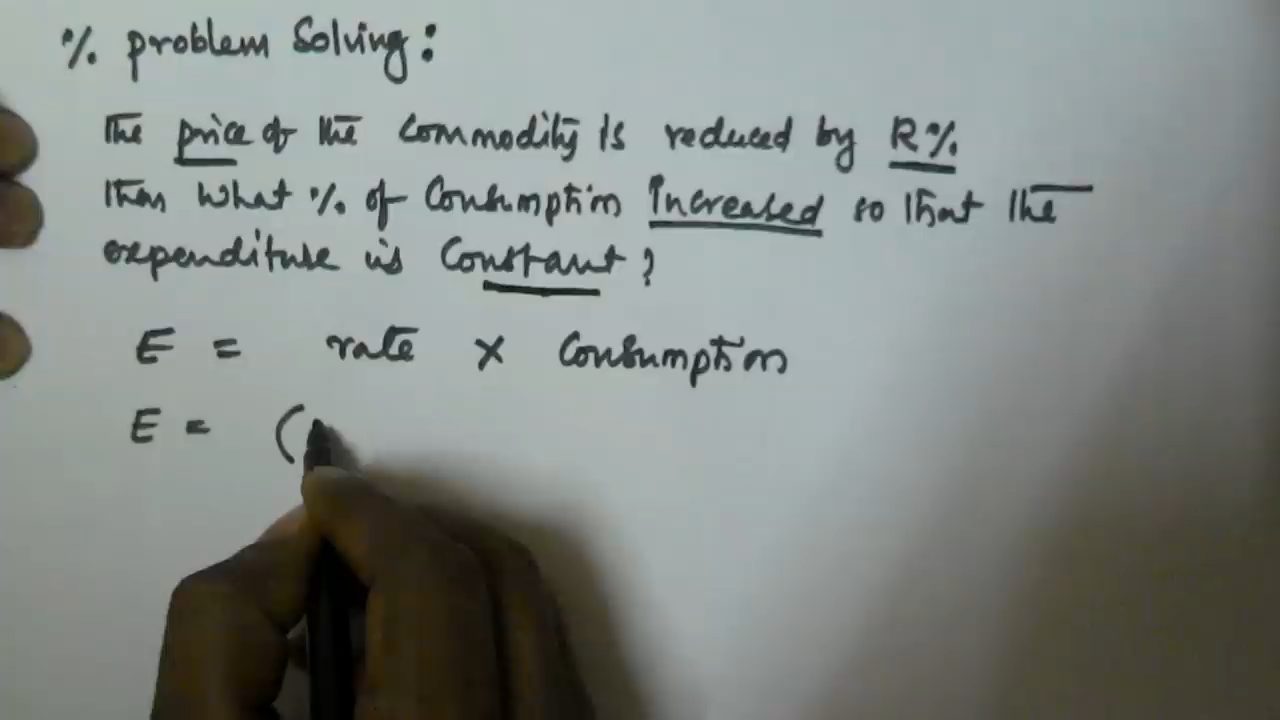 % problem Solving:
The price of the Commodity is reduced by R%
then what % of Consumption Increased so that the
expenditure is Constant?
E = rate × Consumption
E = (